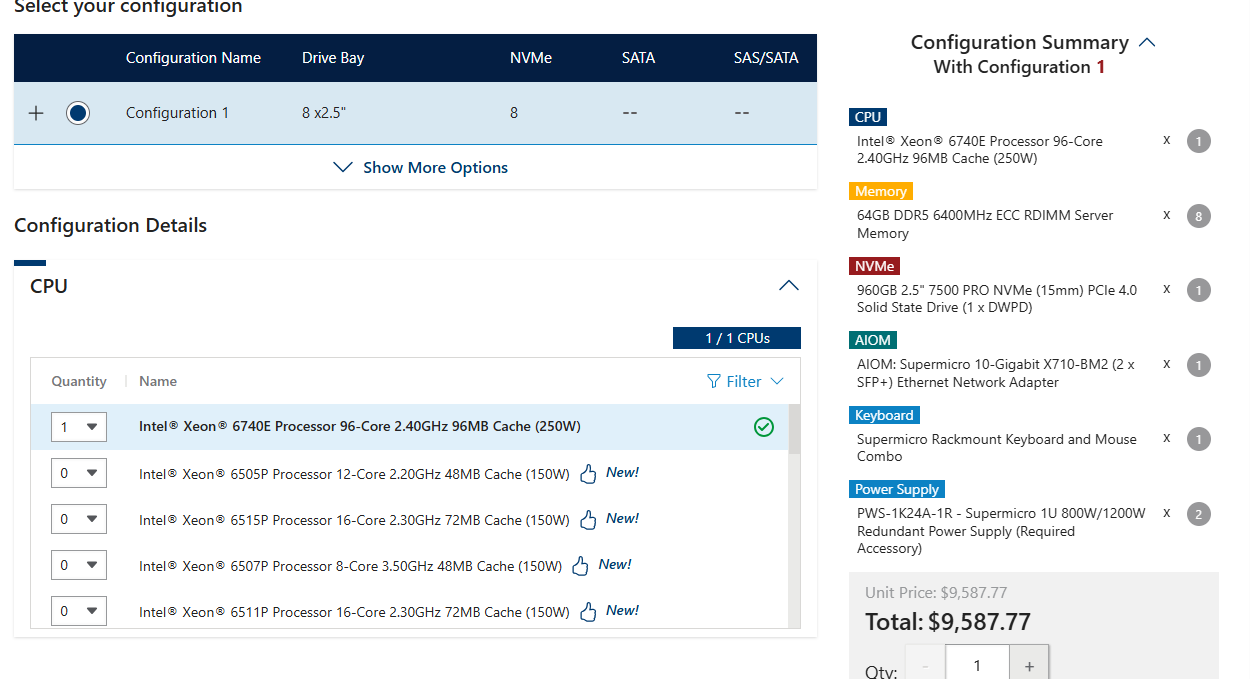 Select your configuration
Configuration Name Drive Bay NVMe SATA SAS/SATA
Configuration 1 8 x2.5" 8 -- --
Show More Options
Configuration Details
CPU
1 / 1 CPUs
Quantity Name Filter
1 Intel® Xeon® 6740E Processor 96-Core 2.40GHz 96MB Cache (250W)
0 Intel® Xeon® 6505P Processor 12-Core 2.20GHz 48MB Cache (150W) New!
0 Intel® Xeon® 6515P Processor 16-Core 2.30GHz 72MB Cache (150W) New!
0 Intel® Xeon® 6507P Processor 8-Core 3.50GHz 48MB Cache (150W) New!
0 Intel® Xeon® 6511P Processor 16-Core 2.30GHz 72MB Cache (150W) New!
Configuration Summary
With Configuration 1
CPU
Intel® Xeon® 6740E Processor 96-Core x 1
2.40GHz 96MB Cache (250W)
Memory
64GB DDR5 6400MHz ECC RDIMM Server x 8
Memory
NVMe
960GB 2.5" 7500 PRO NVMe (15mm) PCIe 4.0 x 1
Solid State Drive (1 x DWPD)
AIOM
AIOM: Supermicro 10-Gigabit X710-BM2 (2 x x 1
SFP+) Ethernet Network Adapter
Keyboard
Supermicro Rackmount Keyboard and Mouse x 1
Combo
Power Supply
PWS-1K24A-1R - Supermicro 1U 800W/1200W x 2
Redundant Power Supply (Required
Accessory)
Unit Price: $9,587.77
Total: $9,587.77
Qty: - 1 +